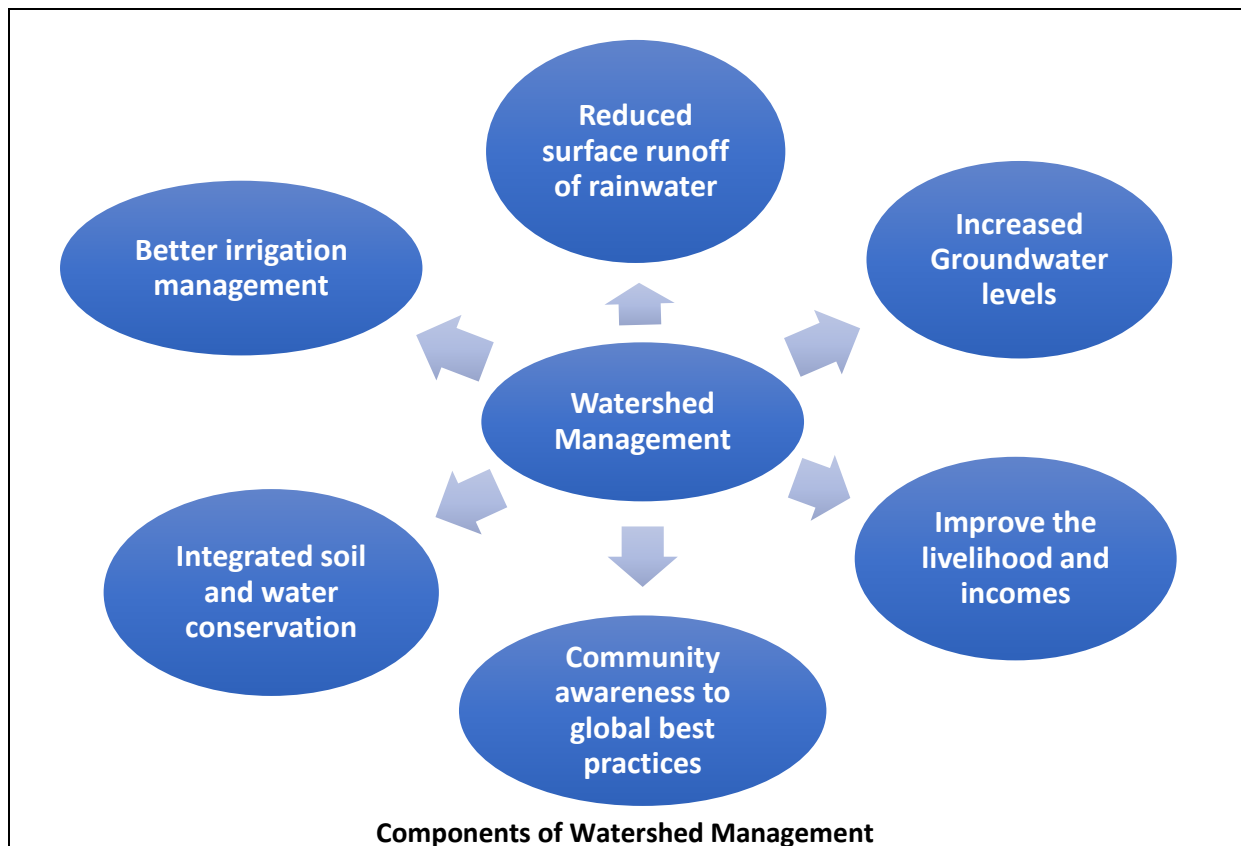 Reduced
surface runoff
of rainwater
Increased
Groundwater
levels
Better irrigation
management
Watershed
Management
Improve the
livelihood and
incomes
Integrated soil
and water
conservation
Community
awareness to
global best
practices
Components of Watershed Management